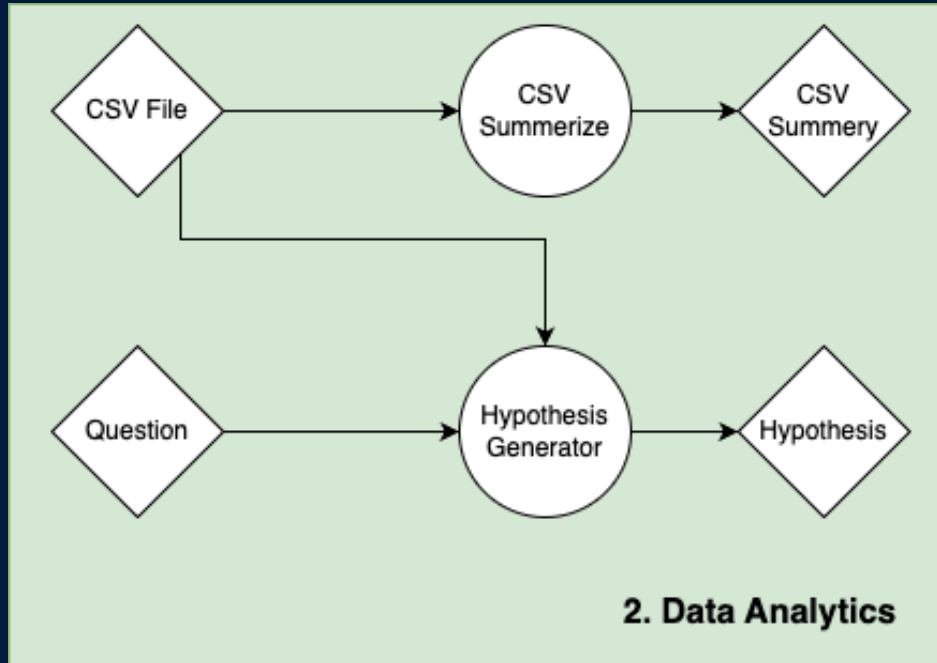 CSV File
CSV
Summerize
CSV
Summery
Question
Hypothesis
Generator
Hypothesis
2. Data Analytics